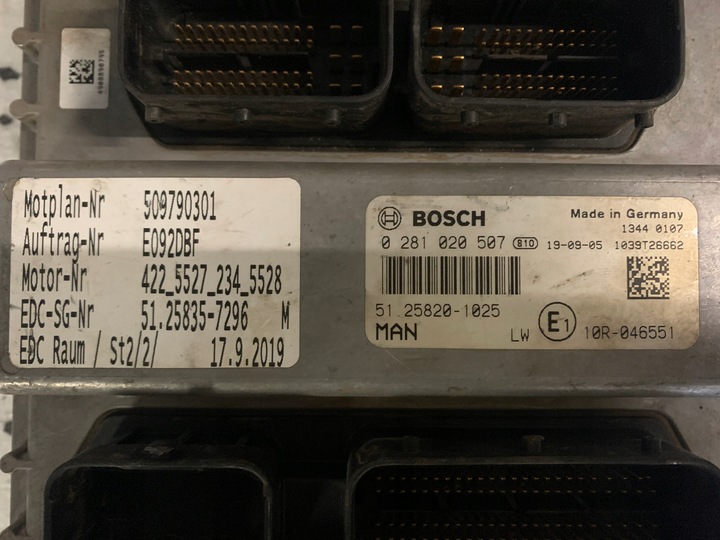 4908850795
Motplan-Nr 509790301
Auftrag-Nr E092DBF
Motor-Nr 422_5527_234_5528
EDC-SG-Nr 51.25835-7296 M
EDC Raum / St2/2/ 17.9.2019
BOSCH Made in Germany
1344 0107
0 281 020 507 810 19-09-05 1039T26662
51.25820-1025
MAN LW E1 10R-046551